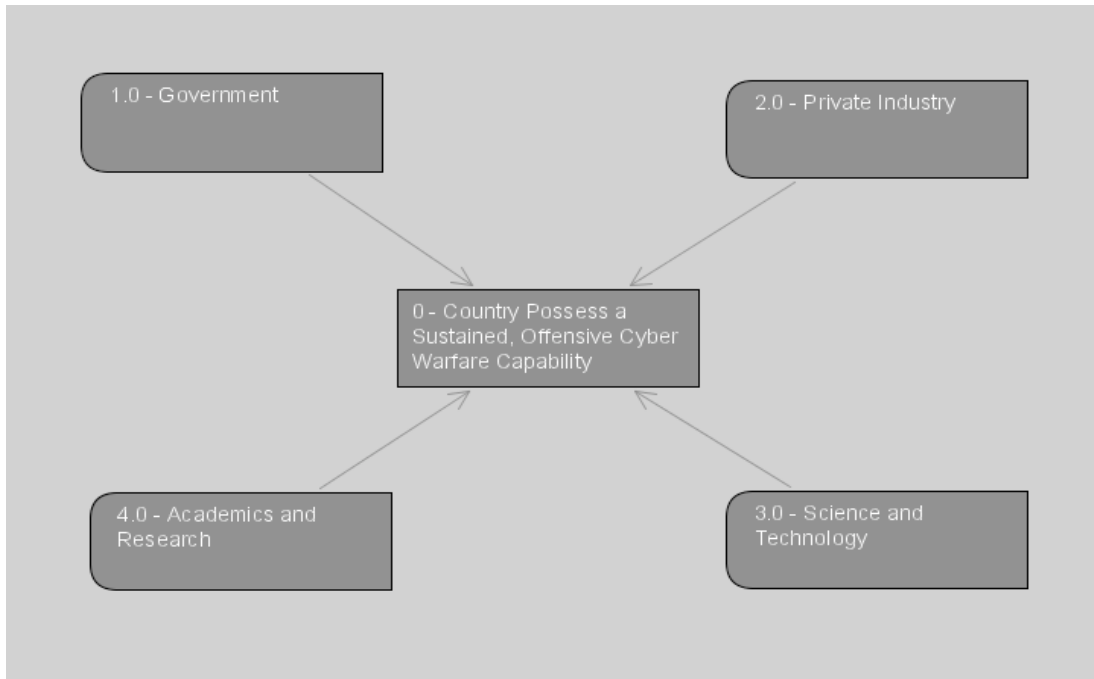 1.0 - Government
2.0 - Private Industry
0 - Country Possess a
Sustained, Offensive Cyber
Warfare Capability
4.0 - Academics and
Research
3.0 - Science and
Technology